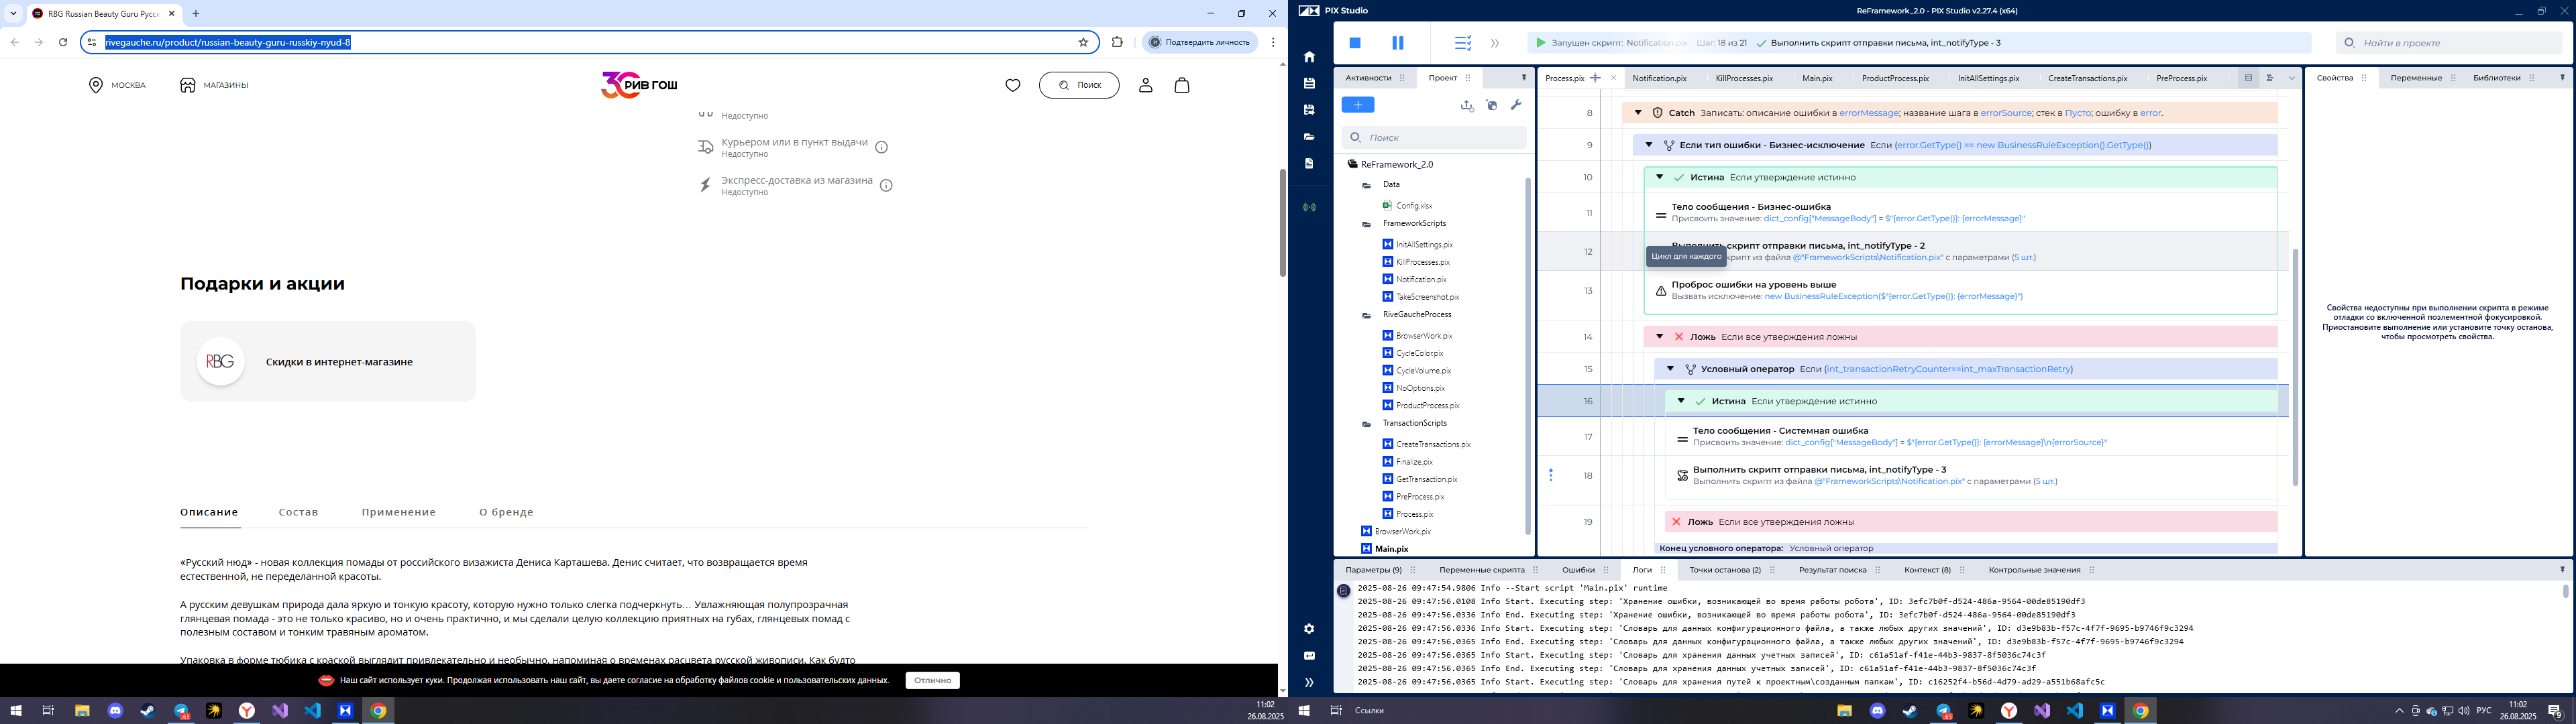 RBG Russian Beauty Guru Русск
rivegauche.ru/product/russian-beauty-guru-russkiy-nyud-8
Подтвердить личность
МОСКВА
МАГАЗИНЫ
РИВ ГОШ
Поиск
Недоступно
Курьером или в пункт выдачи
Недоступно
Экспресс-доставка из магазина
Недоступно
Подарки и акции
RBG
Скидки в интернет-магазине
Описание
Состав
Применение
О бренде
«Русский нюд» - новая коллекция помады от российского визажиста Дениса Карташева. Денис считает, что возвращается время
естественной, не переделанной красоты.
А русским девушкам природа дала яркую и тонкую красоту, которую нужно только слегка подчеркнуть… Увлажняющая полупрозрачная
глянцевая помада - это не только красиво, но и очень практично, и мы сделали целую коллекцию приятных на губах, глянцевых помад с
полезным составом и тонким травяным ароматом.
Упаковка в форме тюбика с краской выглядит привлекательно и необычно, напоминая о временах расцвета русской живописи. Как будто
Наш сайт использует куки. Продолжая использовать наш сайт, вы даете согласие на обработку файлов cookie и пользовательских данных.
Отлично
11:02
26.08.2025
PIX Studio
ReFramework_2.0 - PIX Studio v2.27.4 (x64)
Запущен скрипт: Notification.pix
Шаг: 18 из 21
Выполнить скрипт отправки письма, int_notifyType - 3
Найти в проекте
Активности
Проект
Поиск
ReFramework_2.0
Data
Config.xlsx
FrameworkScripts
InitAllSettings.pix
KillProcesses.pix
Notification.pix
TakeScreenshot.pix
RiveGaucheProcess
BrowserWork.pix
CycleColor.pix
CycleVolume.pix
NoOptions.pix
ProductProcess.pix
TransactionScripts
CreateTransactions.pix
Finalize.pix
GetTransaction.pix
PreProcess.pix
Process.pix
BrowserWork.pix
Main.pix
Process.pix
Notification.pix
KillProcesses.pix
Main.pix
ProductProcess.pix
InitAllSettings.pix
CreateTransactions.pix
PreProcess.pix
8 Catch Записать: описание ошибки в errorMessage; название шага в errorSource; стек в Пусто; ошибку в error.
9 Если тип ошибки - Бизнес-исключение Если (error.GetType() == new BusinessRuleException().GetType())
10 Истина Если утверждение истинно
11 Тело сообщения - Бизнес-ошибка
Присвоить значение: dict_config["MessageBody"] = $"{error.GetType()}: {errorMessage}"
12 Выполнить скрипт отправки письма, int_notifyType - 2
Цикл для каждого
скрипт из файла @"FrameworkScripts\Notification.pix" с параметрами (5 шт.)
13 Проброс ошибки на уровень выше
Вызвать исключение: new BusinessRuleException($"{error.GetType()}: {errorMessage}")
14 Ложь Если все утверждения ложны
15 Условный оператор Если (int_transactionRetryCounter==int_maxTransactionRetry)
16 Истина Если утверждение истинно
17 Тело сообщения - Системная ошибка
Присвоить значение: dict_config["MessageBody"] = $"{error.GetType()}: {errorMessage}\n{errorSource}"
18 Выполнить скрипт отправки письма, int_notifyType - 3
Выполнить скрипт из файла @"FrameworkScripts\Notification.pix" с параметрами (5 шт.)
19 Ложь Если все утверждения ложны
Конец условного оператора: Условный оператор
Свойства
Переменные
Библиотеки
Свойства недоступны при выполнении скрипта в режиме
отладки со включенной поэлементной фокусировкой.
Приостановите выполнение или установите точку останова,
чтобы просмотреть свойства.
Параметры (9)
Переменные скрипта
Ошибки
Логи
Точки останова (2)
Результат поиска
Контекст (8)
Контрольные значения
2025-08-26 09:47:54.9806 Info --Start script 'Main.pix' runtime
2025-08-26 09:47:56.0108 Info Start. Executing step: 'Хранение ошибки, возникающей во время работы робота', ID: 3efc7b0f-d524-486a-9564-00de85190df3
2025-08-26 09:47:56.0336 Info End. Executing step: 'Хранение ошибки, возникающей во время работы робота', ID: 3efc7b0f-d524-486a-9564-00de85190df3
2025-08-26 09:47:56.0336 Info Start. Executing step: 'Словарь для данных конфигурационного файла, а также любых других значений', ID: d3e9b83b-f57c-4f7f-9695-b9746f9c3294
2025-08-26 09:47:56.0365 Info End. Executing step: 'Словарь для данных конфигурационного файла, а также любых других значений', ID: d3e9b83b-f57c-4f7f-9695-b9746f9c3294
2025-08-26 09:47:56.0365 Info Start. Executing step: 'Словарь для хранения данных учетных записей', ID: c61a51af-f41e-44b3-9837-8f5036c74c3f
2025-08-26 09:47:56.0365 Info End. Executing step: 'Словарь для хранения данных учетных записей', ID: c61a51af-f41e-44b3-9837-8f5036c74c3f
2025-08-26 09:47:56.0365 Info Start. Executing step: 'Словарь для хранения путей к проектным\созданным папкам', ID: c16252f4-b56d-4d79-ad29-a551b68afc5c
Ссылки
РУС
11:02
26.08.2025